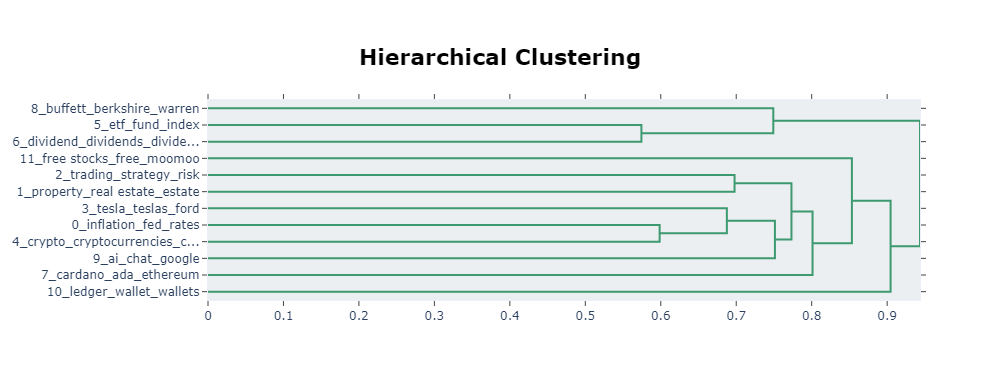 Hierarchical Clustering
8_buffett_berkshire_warren
5_etf_fund_index
6_dividend_dividends_divide...
11_free stocks_free_moomoo
2_trading_strategy_risk
1_property_real estate_estate
3_tesla_teslas_ford
0_inflation_fed_rates
4_crypto_cryptocurrencies_c...
9_ai_chat_google
7_cardano_ada_ethereum
10_ledger_wallet_wallets
0 0.1 0.2 0.3 0.4 0.5 0.6 0.7 0.8 0.9